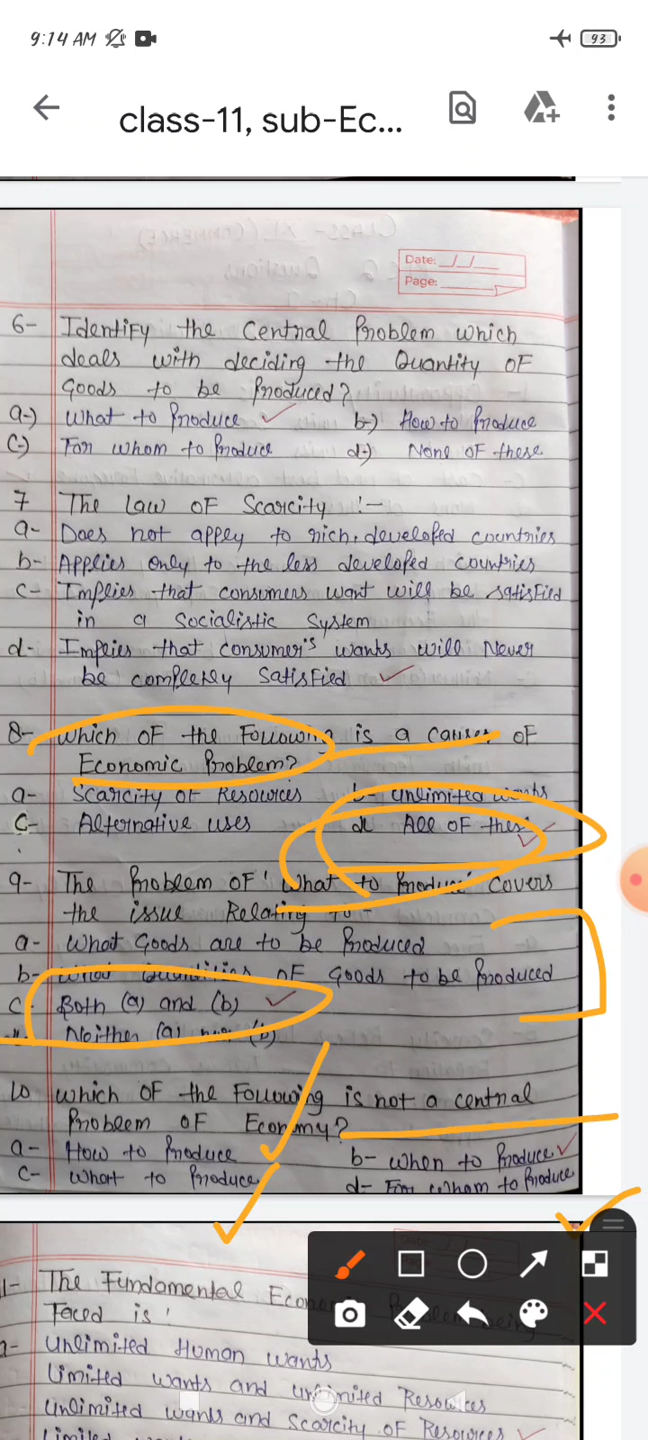 9:14 AM
93
class-11, sub-Ec...
Date: _/_/_
Page:
6- Identify the Central Problem which
deals with deciding the Quantity of
Goods to be Produced?
a-) What to Produce ✓ b-) How to Produce
c-) For whom to Produce d-) None of these
7 The Law of Scarcity :-
a- Does not apply to rich, developed countries
b- Applies only to the less developed countries
c- Implies that consumers want will be satisfied
in a Socialistic System
d- Implies that consumer's wants will Never
be completely satisfied ✓
8- Which of the Following is a causes of
Economic Problem?
a- Scarcity of Resources b- unlimited wants
c- Alternative uses d- All of this ✓
9- The Problem of 'What to Produce' covers
the issue Relating to-
a- What Goods are to be Produced
b- What Quantities of Goods to be Produced
c- Both (a) and (b) ✓
Neither (a) nor (b)
10 which of the Following is not a central
Problem of Economy?
a- How to Produce b- when to Produce ✓
c- What to Produce d- For whom to Produce
1- The Fundamental
Faced is
a- Unlimited Human wants
Limited wants and unlimited Resources
Unlimited wants and Scarcity of Resources ✓